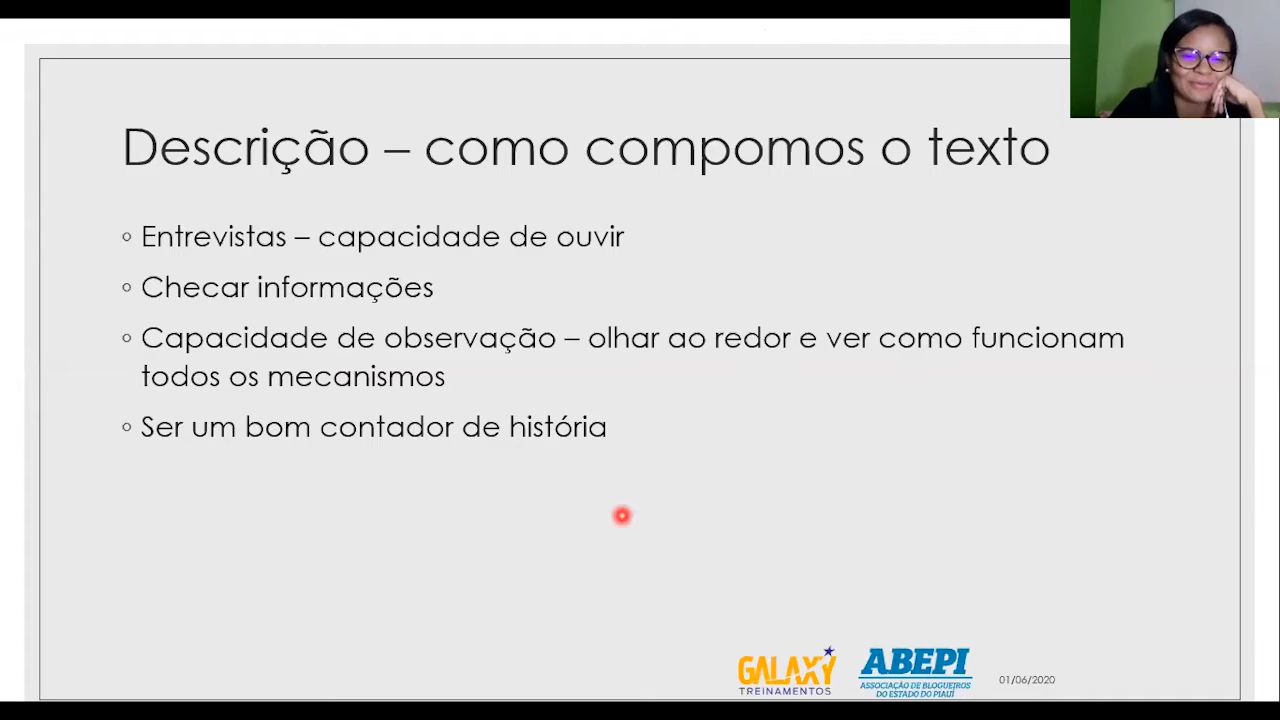 Descrição – como compomos o texto
◦ Entrevistas – capacidade de ouvir
◦ Checar informações
◦ Capacidade de observação – olhar ao redor e ver como funcionam
todos os mecanismos
◦ Ser um bom contador de história
GALAXY
TREINAMENTOS
ABEPI
ASSOCIAÇÃO DE BLOGUEIROS
DO ESTADO DO PIAUÍ
01/06/2020